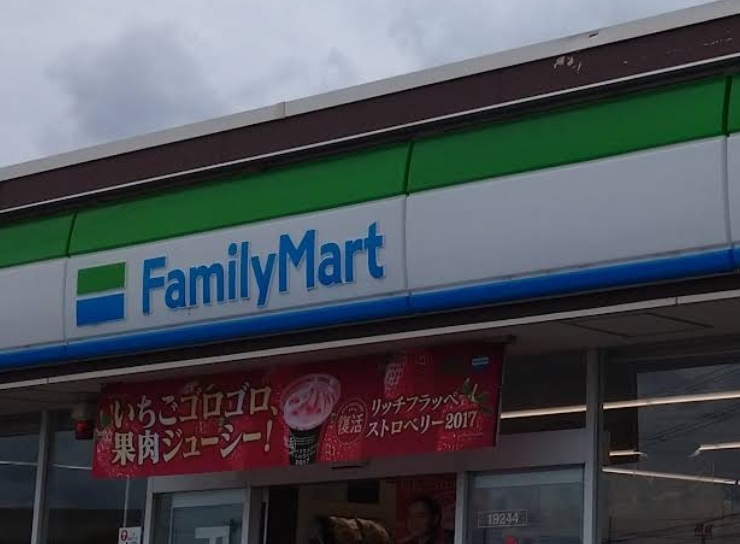 FamilyMart
いちごゴロゴロ、
果肉ジューシー!
復活
リッチフラッペ
ストロベリー2017
19244